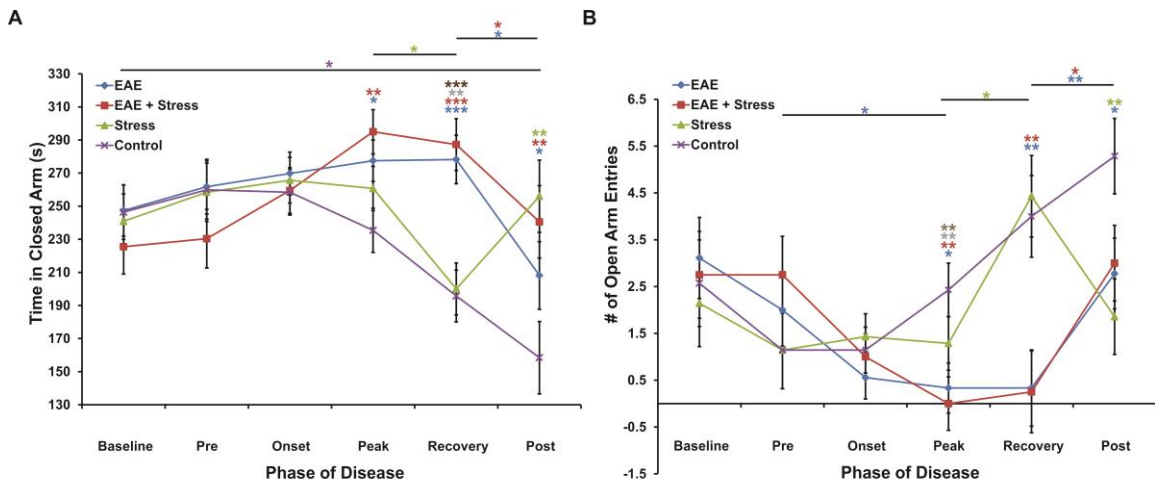 A
*
*
*
*
Time in Closed Arm (s)
330
310
290
270
250
230
210
190
170
150
130
EAE
EAE + Stress
Stress
Control
**
*
***
**
***
***
**
**
*
Baseline Pre Onset Peak Recovery Post
Phase of Disease
B
*
**
*
*
# of Open Arm Entries
6.5
5.5
4.5
3.5
2.5
1.5
0.5
-0.5
-1.5
EAE
EAE + Stress
Stress
Control
**
**
**
*
**
**
**
*
Baseline Pre Onset Peak Recovery Post
Phase of Disease